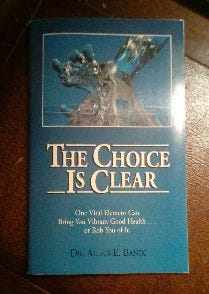 THE CHOICE
IS CLEAR
One Vital Element Can
Bring You Vibrant Good Health . . .
or Rob You of It.
DR. ALLEN E. BANIK